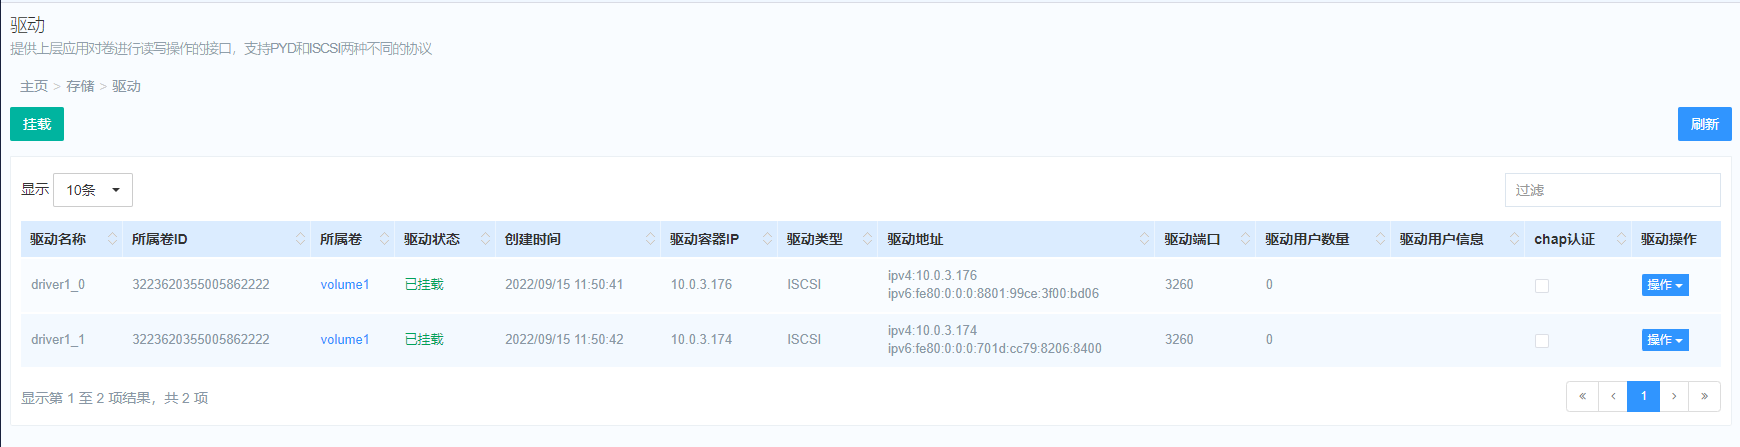 驱动
提供上层应用对卷进行读写操作的接口，支持PYD和ISCSI两种不同的协议
主页 > 存储 > 驱动
挂载 刷新
显示 10条 过滤
驱动名称 所属卷ID 所属卷 驱动状态 创建时间 驱动容器IP 驱动类型 驱动地址 驱动端口 驱动用户数量 驱动用户信息 chap认证 驱动操作
driver1_0 3223620355005862222 volume1 已挂载 2022/09/15 11:50:41 10.0.3.176 ISCSI ipv4:10.0.3.176 3260 0 操作
ipv6:fe80:0:0:0:8801:99ce:3f00:bd06
driver1_1 3223620355005862222 volume1 已挂载 2022/09/15 11:50:42 10.0.3.174 ISCSI ipv4:10.0.3.174 3260 0 操作
ipv6:fe80:0:0:0:701d:cc79:8206:8400
显示第 1 至 2 项结果，共 2 项
« ‹ 1 › »